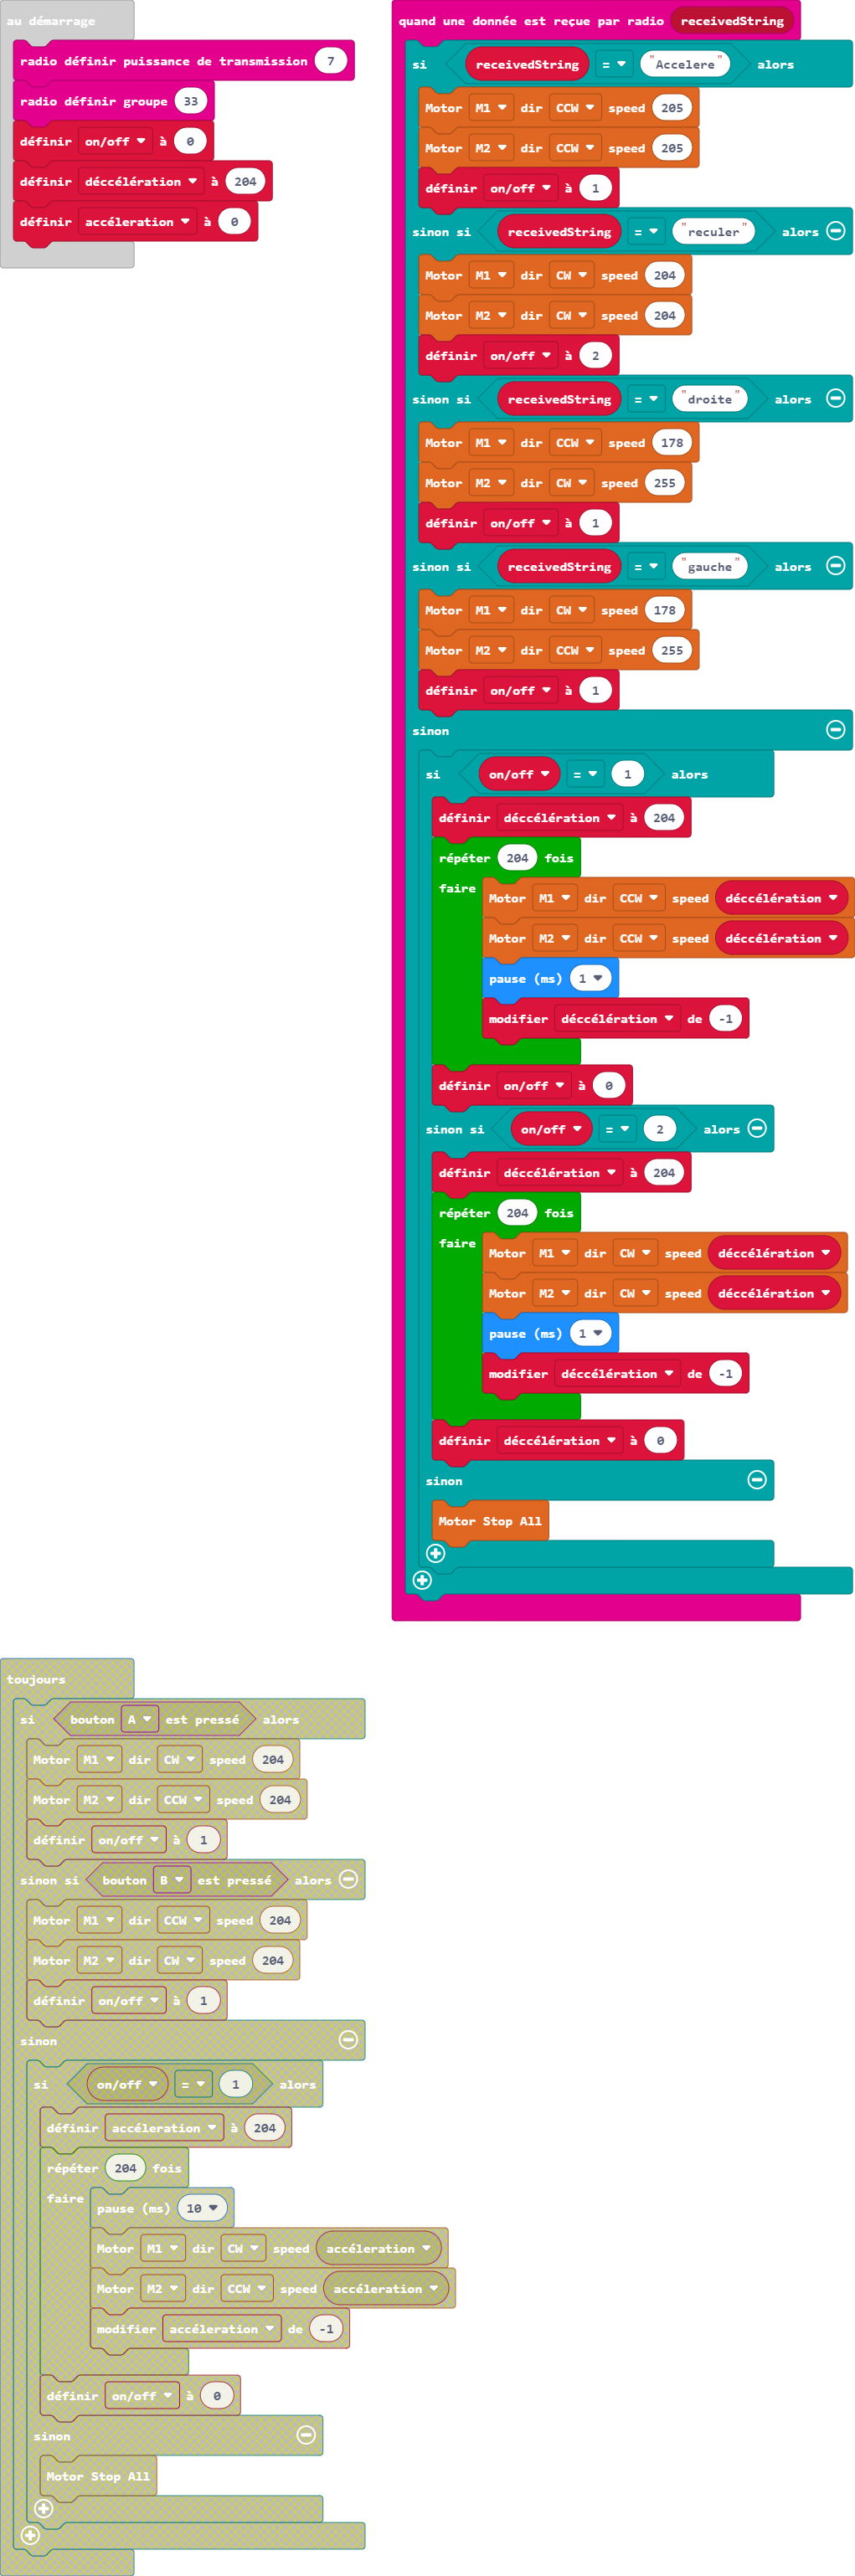 au démarrage
radio définir puissance de transmission 7
radio définir groupe 33
définir on/off à 0
définir déccélération à 204
définir accéleration à 0
quand une donnée est reçue par radio receivedString
si receivedString = "Accelere" alors
Motor M1 dir CCW speed 205
Motor M2 dir CCW speed 205
définir on/off à 1
sinon si receivedString = "reculer" alors
Motor M1 dir CW speed 204
Motor M2 dir CW speed 204
définir on/off à 2
sinon si receivedString = "droite" alors
Motor M1 dir CCW speed 178
Motor M2 dir CW speed 255
définir on/off à 1
sinon si receivedString = "gauche" alors
Motor M1 dir CW speed 178
Motor M2 dir CCW speed 255
définir on/off à 1
sinon
si on/off = 1 alors
définir déccélération à 204
répéter 204 fois
faire Motor M1 dir CCW speed déccélération
Motor M2 dir CCW speed déccélération
pause (ms) 1
modifier déccélération de -1
définir on/off à 0
sinon si on/off = 2 alors
définir déccélération à 204
répéter 204 fois
faire Motor M1 dir CW speed déccélération
Motor M2 dir CW speed déccélération
pause (ms) 1
modifier déccélération de -1
définir déccélération à 0
sinon
Motor Stop All
toujours
si bouton A est pressé alors
Motor M1 dir CW speed 204
Motor M2 dir CCW speed 204
définir on/off à 1
sinon si bouton B est pressé alors
Motor M1 dir CCW speed 204
Motor M2 dir CW speed 204
définir on/off à 1
sinon
si on/off = 1 alors
définir accéleration à 204
répéter 204 fois
faire pause (ms) 10
Motor M1 dir CW speed accéleration
Motor M2 dir CCW speed accéleration
modifier accéleration de -1
définir on/off à 0
sinon
Motor Stop All